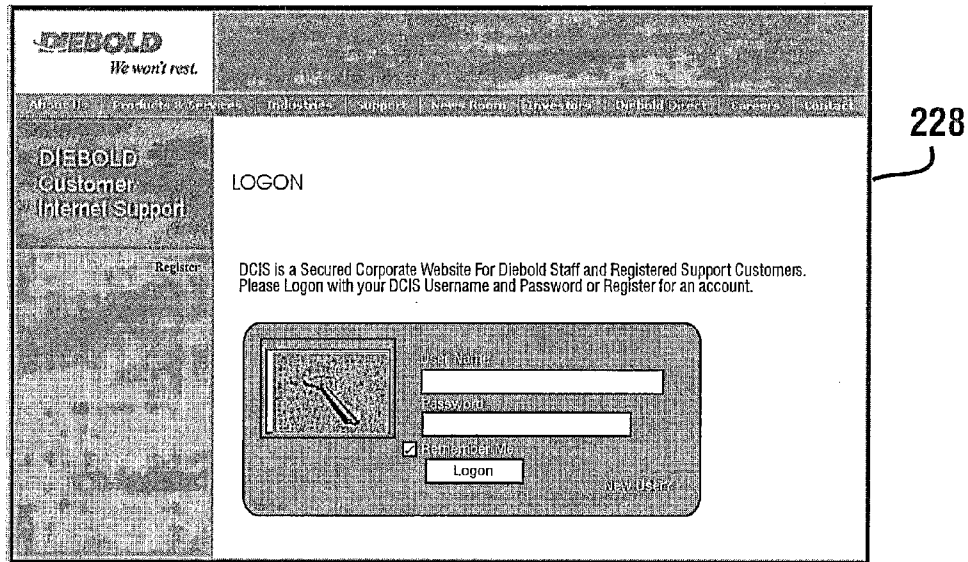 DIEBOLD
We won't rest.
About Us | Products & Services | Industries | Support | News Room | Investors | Diebold Direct | Careers | Contact
228
DIEBOLD
Customer
Internet Support
LOGON
Register
DCIS is a Secured Corporate Website For Diebold Staff and Registered Support Customers.
Please Logon with your DCIS Username and Password or Register for an account.
User Name
Password
Remember Me
Logon
New User?